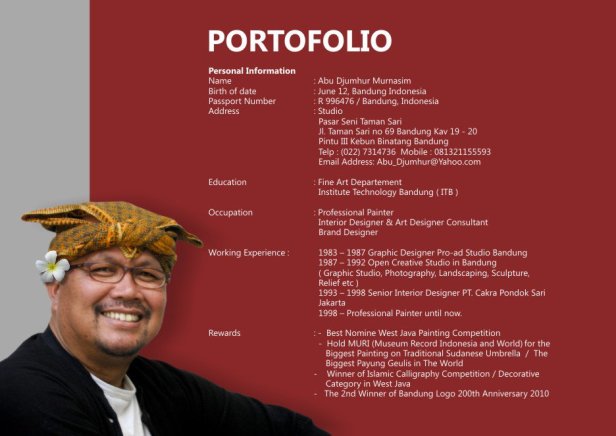 PORTOFOLIO
Personal Information
Name : Abu Djumhur Murnasim
Birth of date : June 12, Bandung Indonesia
Passport Number : R 996476 / Bandung, Indonesia
Address : Studio
Pasar Seni Taman Sari
Jl. Taman Sari no 69 Bandung Kav 19 - 20
Pintu III Kebun Binatang Bandung
Telp : (022) 7314736 Mobile : 081321155593
Email Address: Abu_Djumhur@Yahoo.com
Education : Fine Art Departement
Institute Technology Bandung ( ITB )
Occupation : Professional Painter
Interior Designer & Art Designer Consultant
Brand Designer
Working Experience : 1983 – 1987 Graphic Designer Pro-ad Studio Bandung
1987 – 1992 Open Creative Studio in Bandung
( Graphic Studio, Photography, Landscaping, Sculpture,
Relief etc )
1993 – 1998 Senior Interior Designer PT. Cakra Pondok Sari
Jakarta
1998 – Professional Painter until now.
Rewards : - Best Nomine West Java Painting Competition
- Hold MURI (Museum Record Indonesia and World) for the
Biggest Painting on Traditional Sudanese Umbrella / The
Biggest Payung Geulis in The World
- Winner of Islamic Calligraphy Competition / Decorative
Category in West Java
- The 2nd Winner of Bandung Logo 200th Anniversary 2010